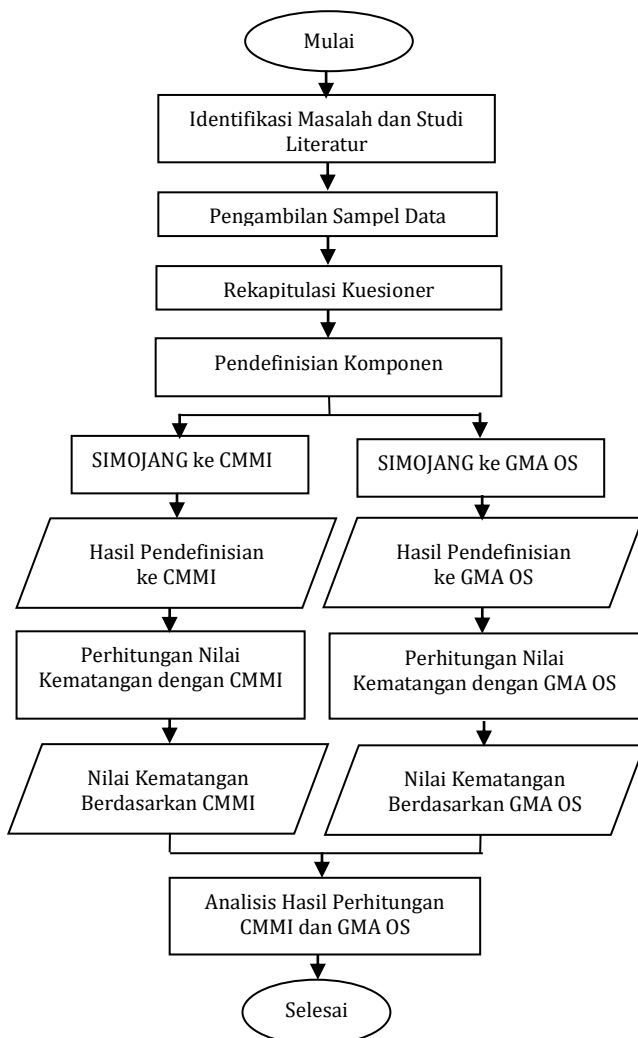 Mulai
Identifikasi Masalah dan Studi
Literatur
Pengambilan Sampel Data
Rekapitulasi Kuesioner
Pendefinisian Komponen
SIMOJANG ke CMMI
SIMOJANG ke GMA OS
Hasil Pendefinisian
ke CMMI
Hasil Pendefinisian
ke GMA OS
Perhitungan Nilai
Kematangan dengan CMMI
Perhitungan Nilai
Kematangan dengan GMA OS
Nilai Kematangan
Berdasarkan CMMI
Nilai Kematangan
Berdasarkan GMA OS
Analisis Hasil Perhitungan
CMMI dan GMA OS
Selesai